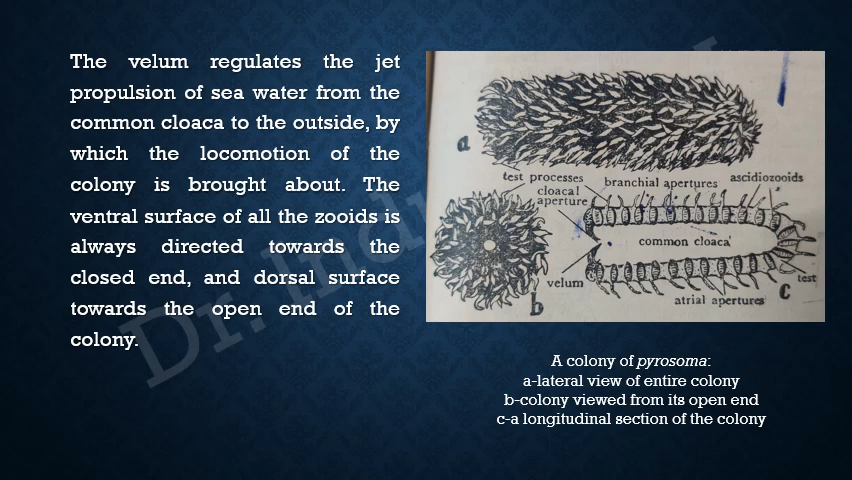 The velum regulates the jet
propulsion of sea water from the
common cloaca to the outside, by
which the locomotion of the
colony is brought about. The
ventral surface of all the zooids is
always directed towards the
closed end, and dorsal surface
towards the open end of the
colony.
a
test processes
cloacal
aperture
branchial apertures
ascidiozooids
common cloaca
velum
test
atrial apertures
b
c
A colony of pyrosoma:
a-lateral view of entire colony
b-colony viewed from its open end
c-a longitudinal section of the colony